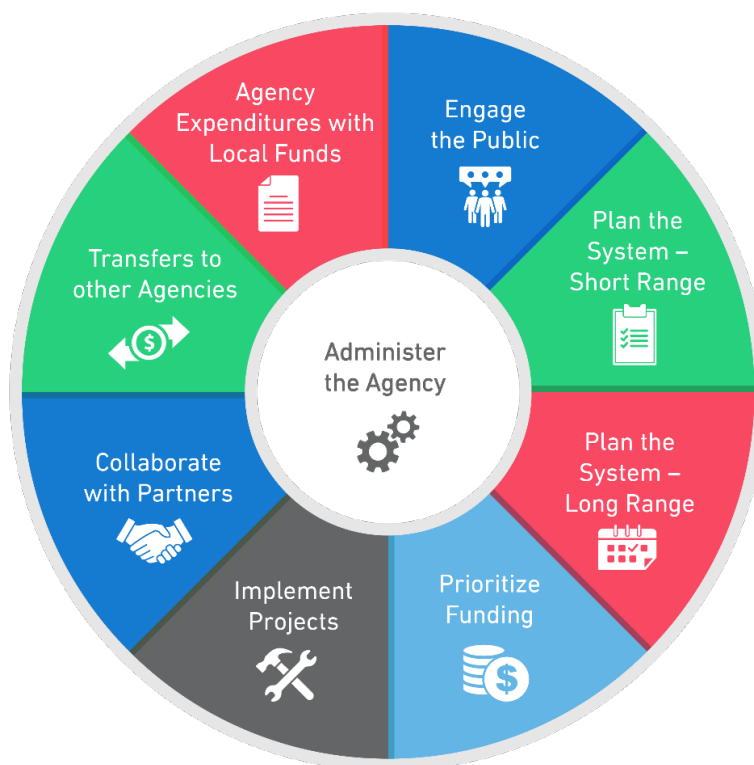 Engage
the Public
Plan the
System –
Short Range
Plan the
System –
Long Range
Prioritize
Funding
$
Implement
Projects
Collaborate
with Partners
Transfers to
other Agencies
$
Agency
Expenditures with
Local Funds
Administer
the Agency